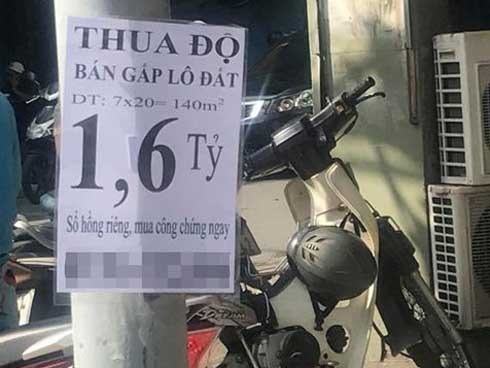 THUA ĐỘ
BÁN GẤP LÔ ĐẤT
DT: 7x20= 140m²
1,6 Tỷ
Sổ hồng riêng, mua công chứng ngay